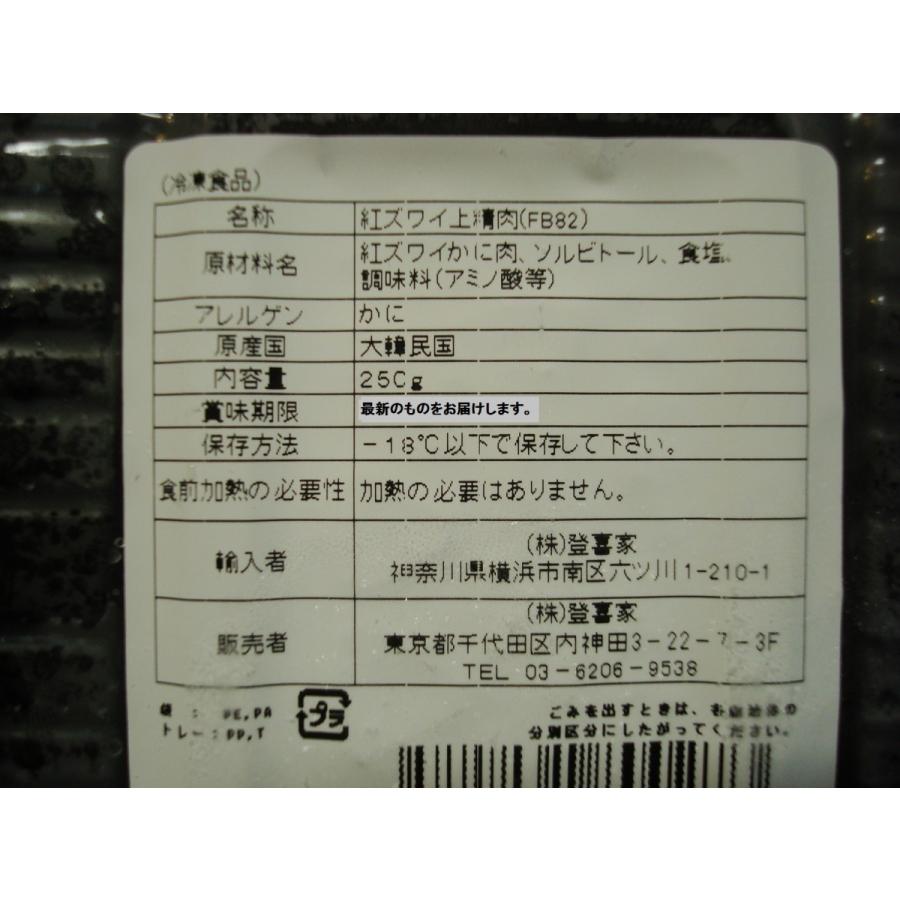 (冷凍食品)
名称 紅ズワイ上精肉(FB82)
原材料名 紅ズワイかに肉、ソルビトール、食塩、
調味料(アミノ酸等)
アレルゲン かに
原産国 大韓民国
内容量 250g
賞味期限 最新のものをお届けします。
保存方法 -18℃以下で保存して下さい。
食前加熱の必要性 加熱の必要はありません。
輸入者 (株)登喜家
神奈川県横浜市南区六ツ川1-210-1
販売者 (株)登喜家
東京都千代田区内神田3-22-7-3F
TEL 03-6206-9538
PE,PA
トレー:PP,
プラ
ごみを出すときは、
分別区分にしたがってください。